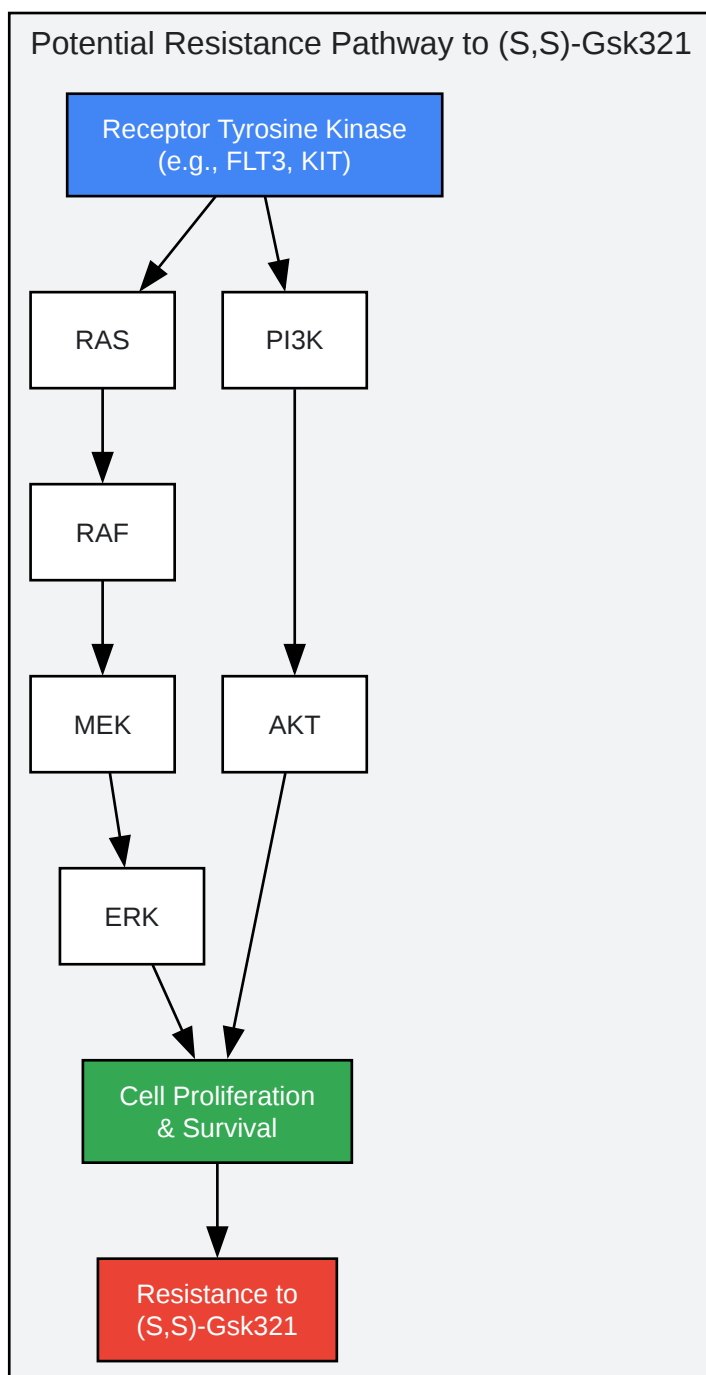 Potential Resistance Pathway to (S,S)-Gsk321
Receptor Tyrosine Kinase
(e.g., FLT3, KIT)
RAS
PI3K
RAF
MEK
AKT
ERK
Cell Proliferation
& Survival
Resistance to
(S,S)-Gsk321